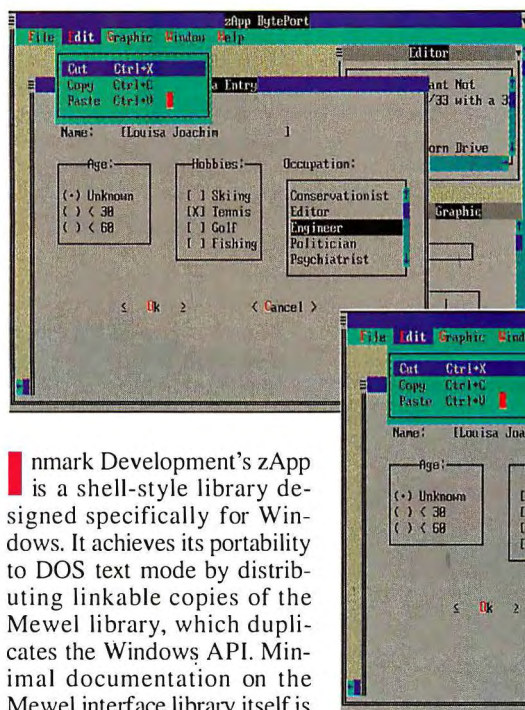 zApp BytePort
File Edit Graphic Window Help
Editor
Cut Ctrl+X
Copy Ctrl+C
Paste Ctrl+V
a Entry
ant Not
/33 with a 3
orn Drive
Name: [Louisa Joachim ]
Age: Hobbies: Occupation:
(•) Unknown
( ) < 30
( ) < 60
[ ] Skiing
[X] Tennis
[ ] Golf
[ ] Fishing
Conservationist
Editor
Engineer
Politician
Psychiatrist
Graphic
< Ok > < Cancel >
File Edit Graphic Wind
Cut Ctrl+X
Copy Ctrl+C
Paste Ctrl+V
Name: [Louisa Joa
Age:
(•) Unknown
( ) < 30
( ) < 60
< Ok >
Inmark Development's zApp
is a shell-style library de-
signed specifically for Win-
dows. It achieves its portability
to DOS text mode by distrib-
uting linkable copies of the
Mewel library, which dupli-
cates the Windows API. Min-
imal documentation on the
Mewel interface library itself is